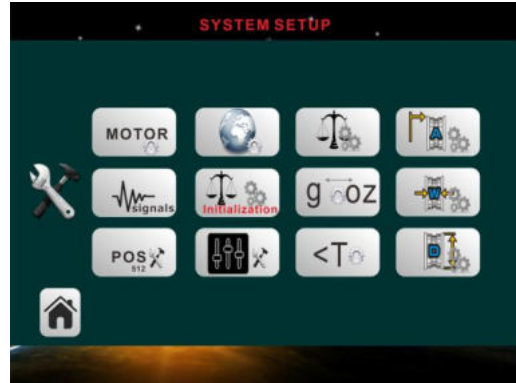 SYSTEM SETUP
MOTOR
A
signals
Initialization
g oz
W
POS
512
<T
D